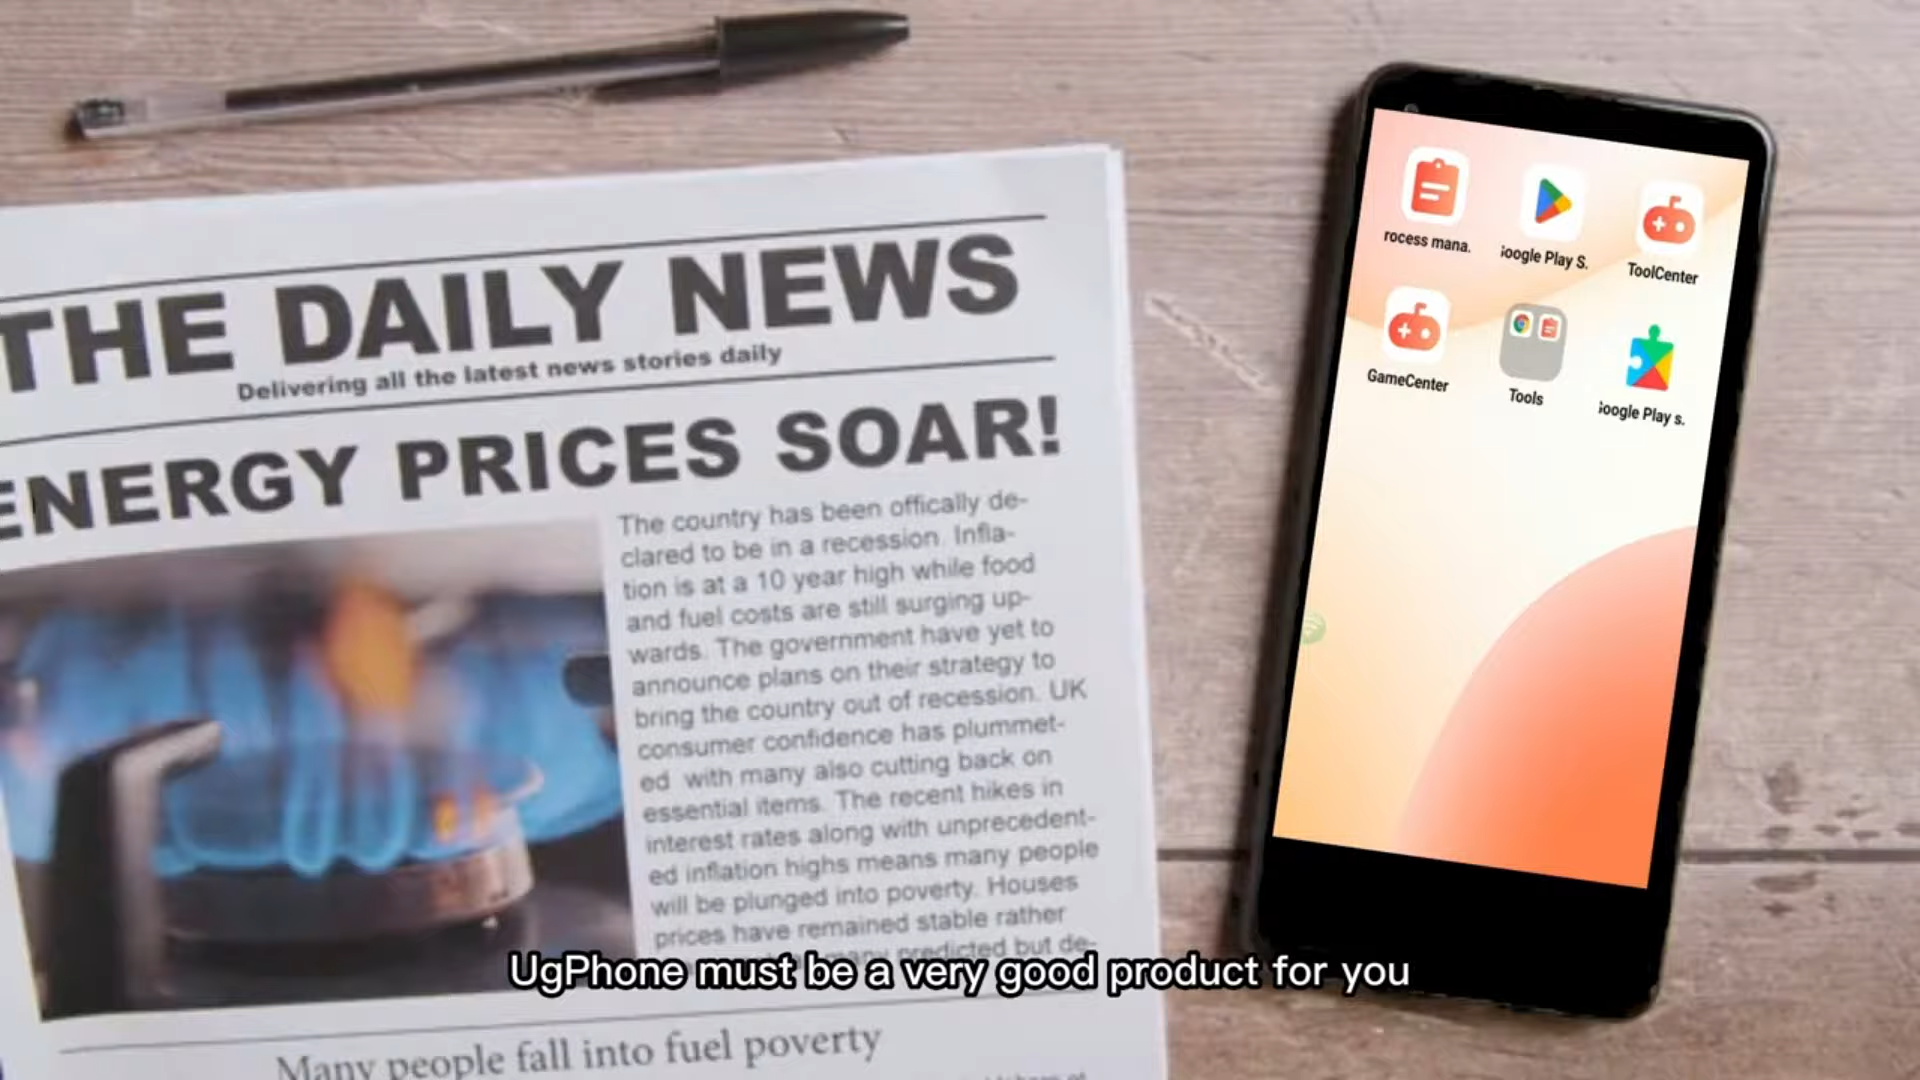 THE DAILY NEWS
Delivering all the latest news stories daily
ENERGY PRICES SOAR!
The country has been offically de-
clared to be in a recession. Infla-
tion is at a 10 year high while food
and fuel costs are still surging up-
wards. The government have yet to
announce plans on their strategy to
bring the country out of recession. UK
consumer confidence has plummet-
ed with many also cutting back on
essential items. The recent hikes in
interest rates along with unprecedent-
ed inflation highs means many people
will be plunged into poverty. Houses
prices have remained stable rather
many predicted but de-
Many people fall into fuel poverty
rocess mana.
oogle Play S.
ToolCenter
GameCenter
Tools
oogle Play s.
UgPhone must be a very good product for you